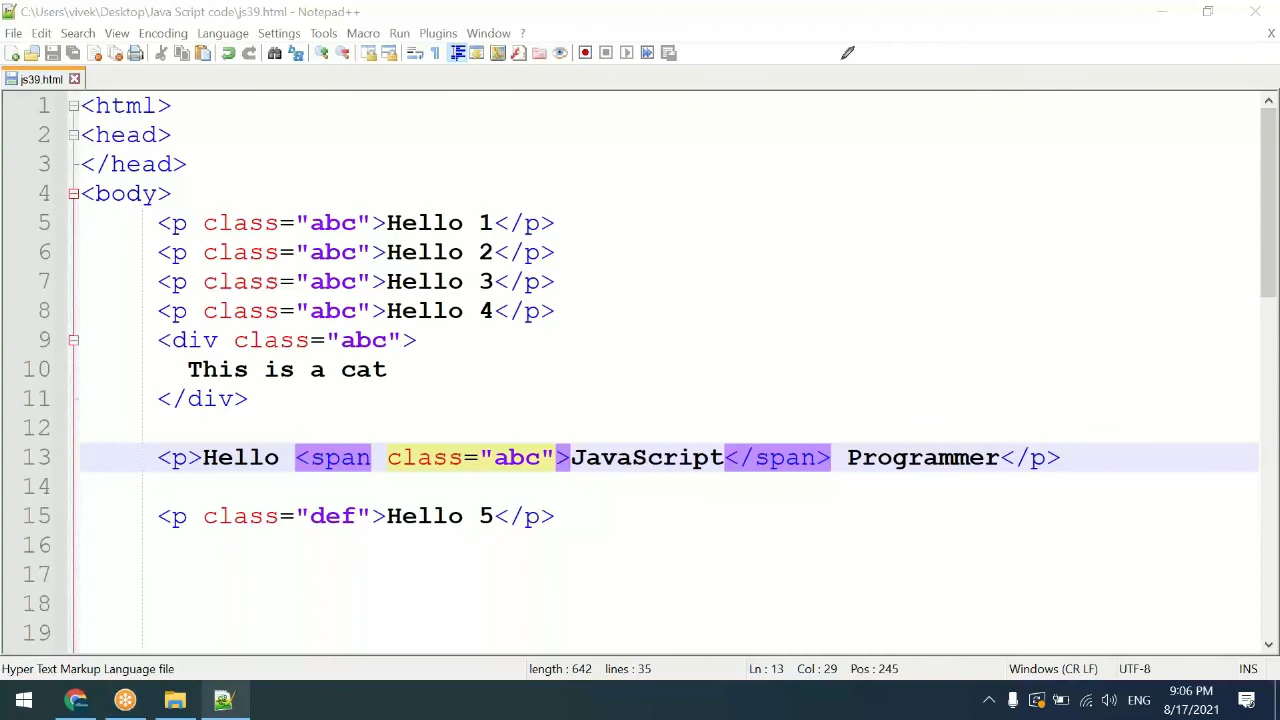 C:\Users\vivek\Desktop\Java Script code\js39.html - Notepad++
File Edit Search View Encoding Language Settings Tools Macro Run Plugins Window ? X
js39.html
1 <html>
2 <head>
3 </head>
4 <body>
5 <p class="abc">Hello 1</p>
6 <p class="abc">Hello 2</p>
7 <p class="abc">Hello 3</p>
8 <p class="abc">Hello 4</p>
9 <div class="abc">
10 This is a cat
11 </div>
12
13 <p>Hello <span class="abc">JavaScript</span> Programmer</p>
14
15 <p class="def">Hello 5</p>
16
17
18
19
Hyper Text Markup Language file length : 642 lines : 35 Ln : 13 Col : 29 Pos : 245 Windows (CR LF) UTF-8 INS
ENG 9:06 PM
8/17/2021